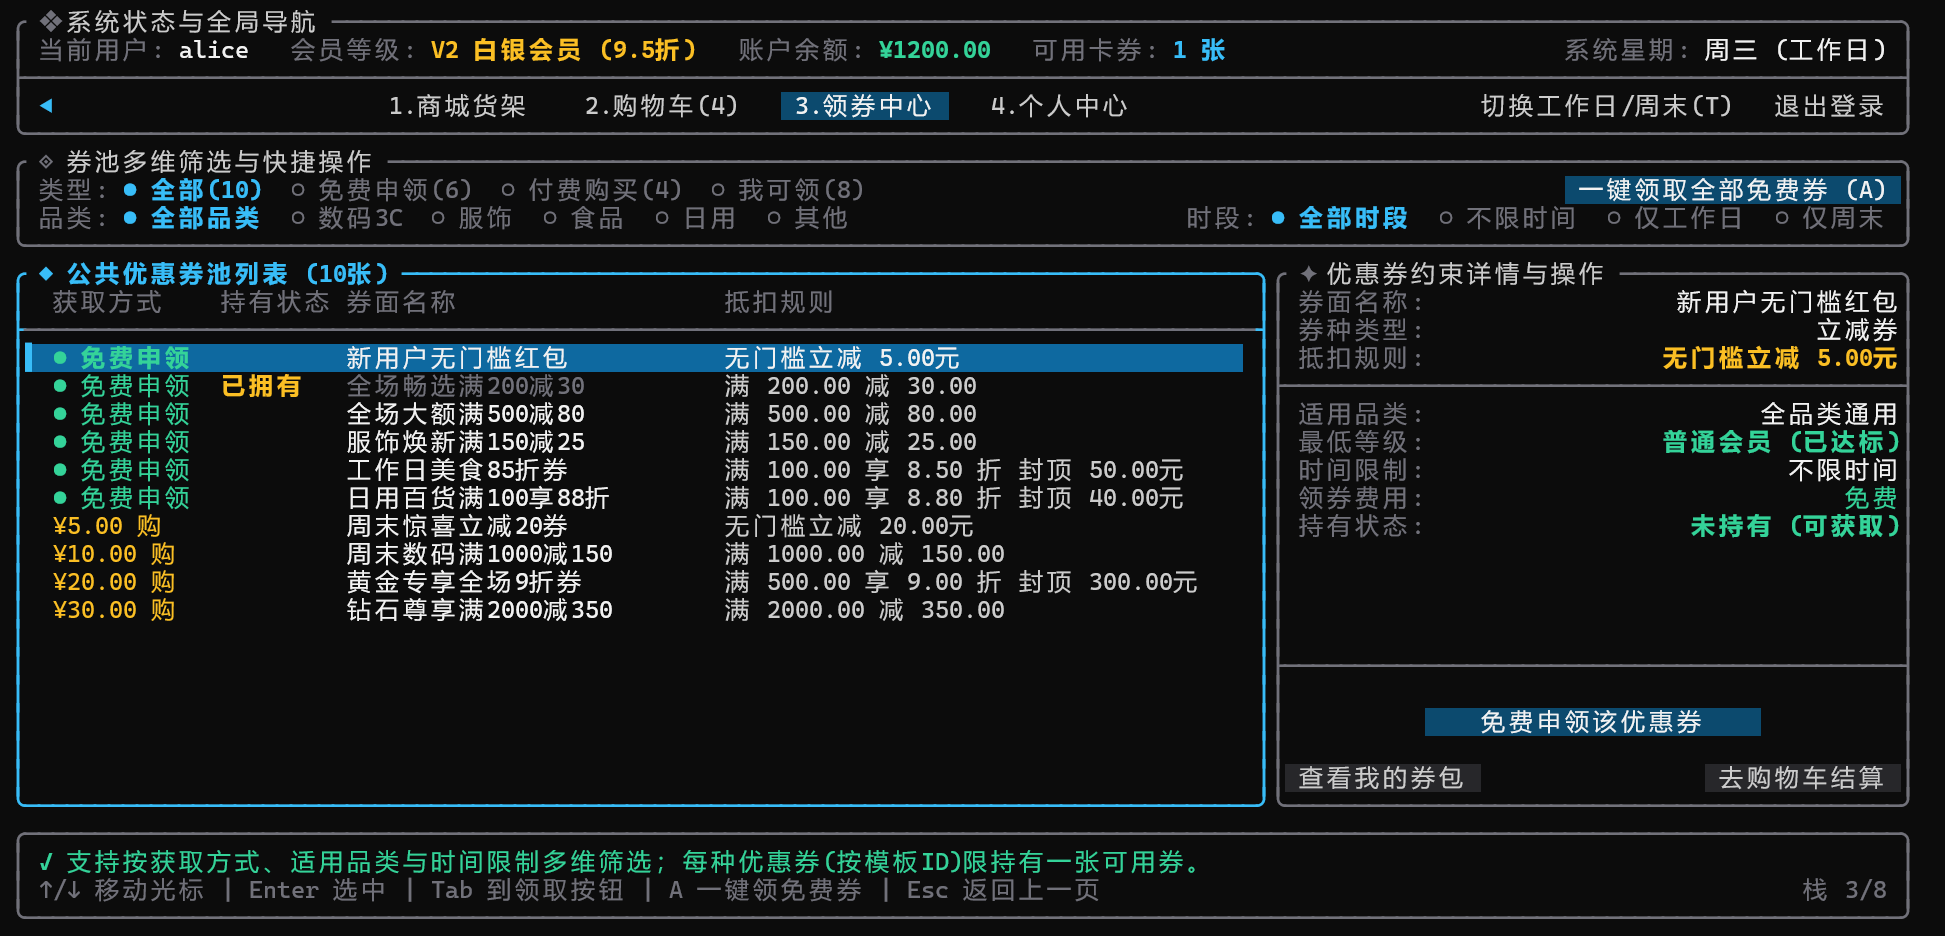 ❖系统状态与全局导航
当前用户: alice 会员等级: V2 白银会员 (9.5折) 账户余额: ¥1200.00 可用卡券: 1 张 系统星期: 周三 (工作日)
◀ 1.商城货架 2.购物车(4) 3.领券中心 4.个人中心 切换工作日/周末(T) 退出登录
◈ 券池多维筛选与快捷操作
类型: ● 全部(10) ○ 免费申领(6) ○ 付费购买(4) ○ 我可领(8) 一键领取全部免费券 (A)
品类: ● 全部品类 ○ 数码3C ○ 服饰 ○ 食品 ○ 日用 ○ 其他 时段: ● 全部时段 ○ 不限时间 ○ 仅工作日 ○ 仅周末
◆ 公共优惠券池列表 (10张)
获取方式 持有状态 券面名称 抵扣规则
● 免费申领 新用户无门槛红包 无门槛立减 5.00元
● 免费申领 已拥有 全场畅选满200减30 满 200.00 减 30.00
● 免费申领 全场大额满500减80 满 500.00 减 80.00
● 免费申领 服饰焕新满150减25 满 150.00 减 25.00
● 免费申领 工作日美食85折券 满 100.00 享 8.50 折 封顶 50.00元
● 免费申领 日用百货满100享88折 满 100.00 享 8.80 折 封顶 40.00元
¥5.00 购 周末惊喜立减20券 无门槛立减 20.00元
¥10.00 购 周末数码满1000减150 满 1000.00 减 150.00
¥20.00 购 黄金专享全场9折券 满 500.00 享 9.00 折 封顶 300.00元
¥30.00 购 钻石尊享满2000减350 满 2000.00 减 350.00
✦ 优惠券约束详情与操作
券面名称: 新用户无门槛红包
券种类型: 立减券
抵扣规则: 无门槛立减 5.00元
适用品类: 全品类通用
最低等级: 普通会员 (已达标)
时间限制: 不限时间
领券费用: 免费
持有状态: 未持有 (可获取)
免费申领该优惠券
查看我的券包 去购物车结算
√ 支持按获取方式、适用品类与时间限制多维筛选; 每种优惠券(按模板ID)限持有一张可用券。
↑/↓ 移动光标 | Enter 选中 | Tab 到领取按钮 | A 一键领免费券 | Esc 返回上一页 栈 3/8